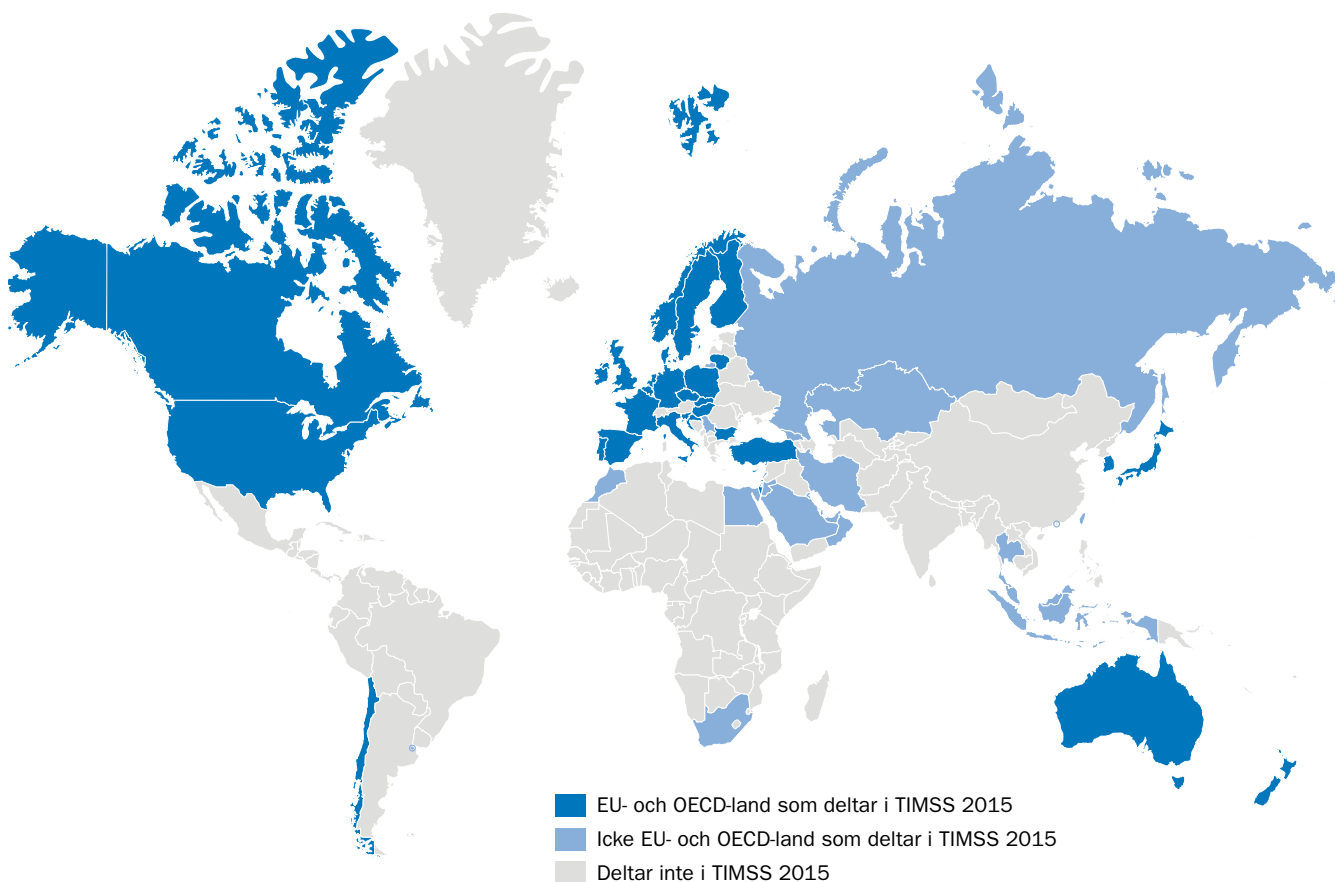 EU- och OECD-land som deltar i TIMSS 2015
Icke EU- och OECD-land som deltar i TIMSS 2015
Deltar inte i TIMSS 2015